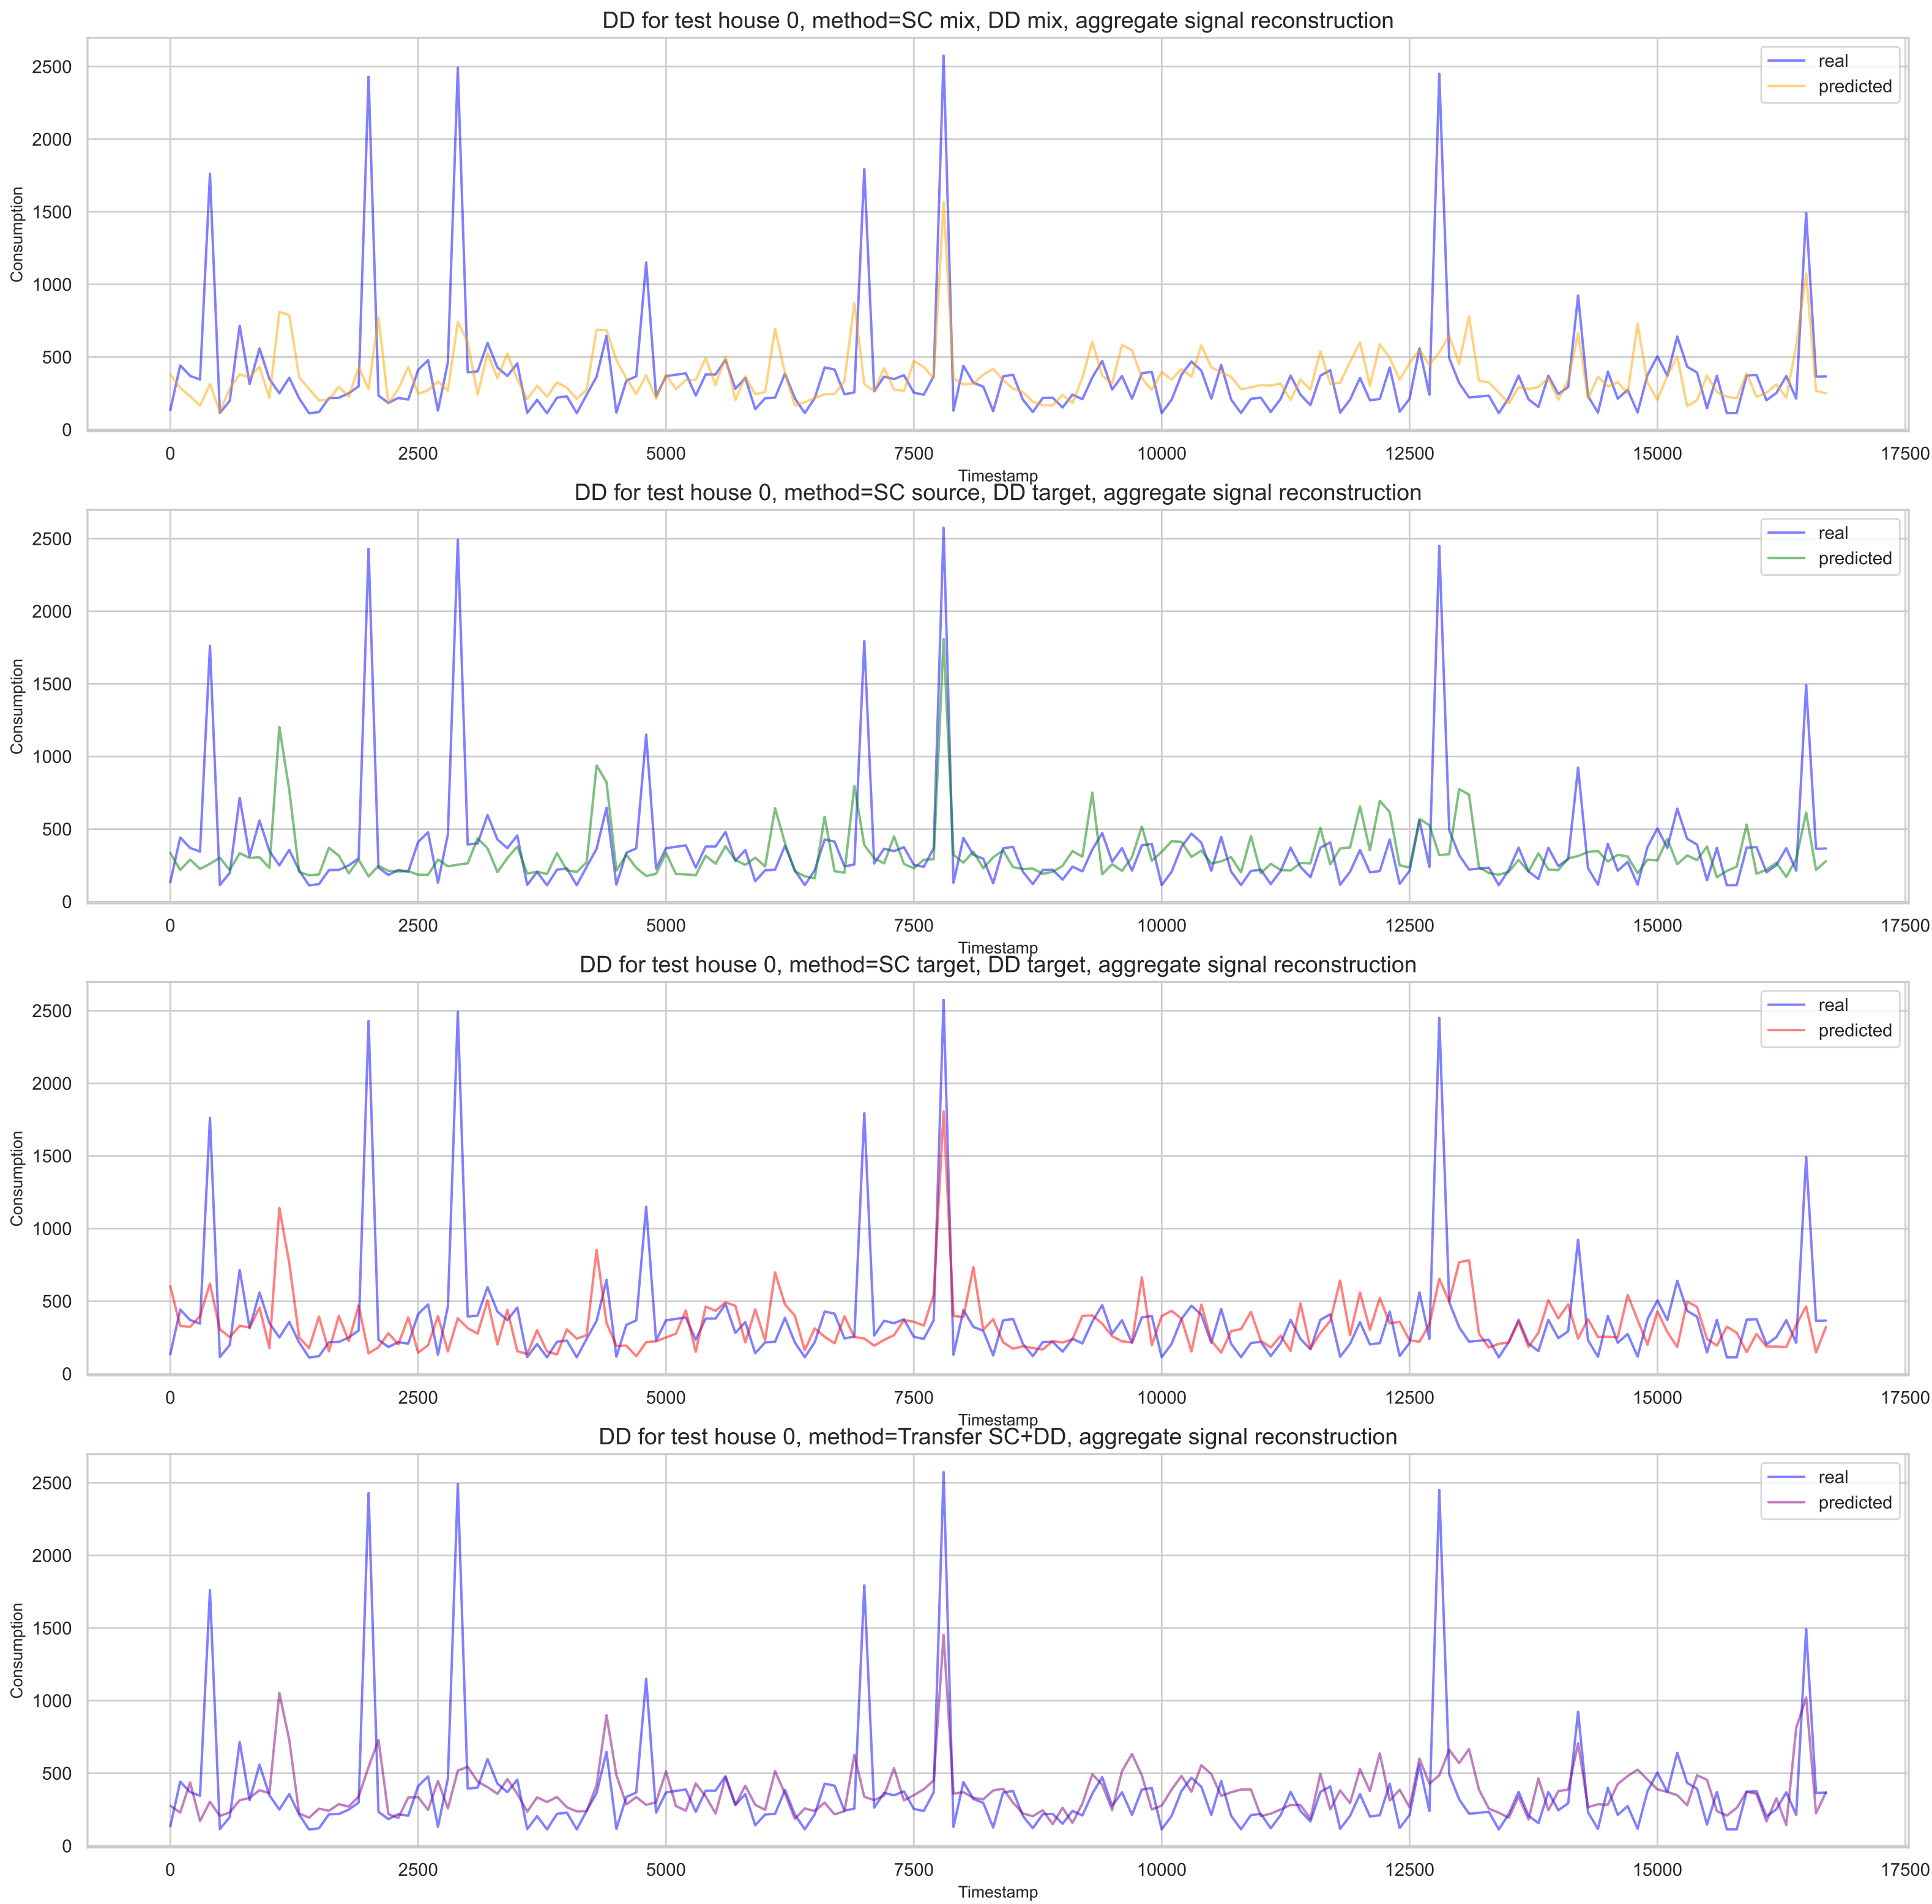 DD for test house 0, method=SC mix, DD mix, aggregate signal reconstruction
2500
2000
1500
1000
500
0
Consumption
real
predicted
0 2500 5000 7500 10000 12500 15000 17500
Timestamp
DD for test house 0, method=SC source, DD target, aggregate signal reconstruction
2500
2000
1500
1000
500
0
Consumption
real
predicted
0 2500 5000 7500 10000 12500 15000 17500
Timestamp
DD for test house 0, method=SC target, DD target, aggregate signal reconstruction
2500
2000
1500
1000
500
0
Consumption
real
predicted
0 2500 5000 7500 10000 12500 15000 17500
Timestamp
DD for test house 0, method=Transfer SC+DD, aggregate signal reconstruction
2500
2000
1500
1000
500
0
Consumption
real
predicted
0 2500 5000 7500 10000 12500 15000 17500
Timestamp